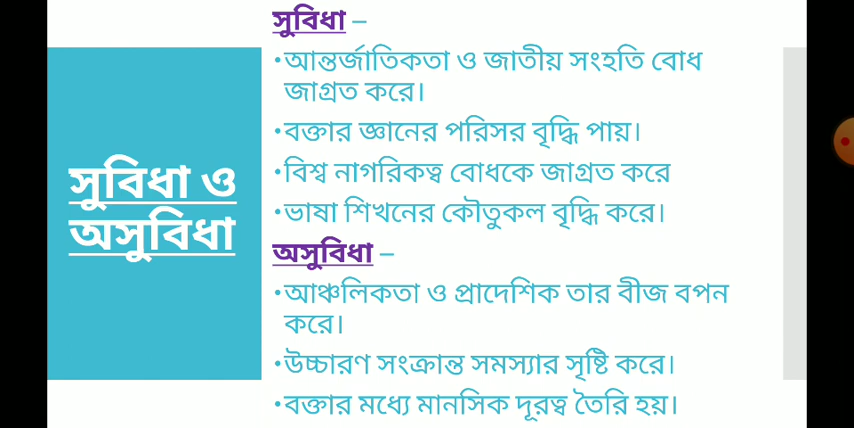 সুবিধা ও
অসুবিধা
সুবিধা –
•আন্তর্জাতিকতা ও জাতীয় সংহতি বোধ
জাগ্রত করে।
•বক্তার জ্ঞানের পরিসর বৃদ্ধি পায়।
•বিশ্ব নাগরিকত্ব বোধকে জাগ্রত করে
•ভাষা শিখনের কৌতুকল বৃদ্ধি করে।
অসুবিধা –
•আঞ্চলিকতা ও প্রাদেশিক তার বীজ বপন
করে।
•উচ্চারণ সংক্রান্ত সমস্যার সৃষ্টি করে।
•বক্তার মধ্যে মানসিক দূরত্ব তৈরি হয়।